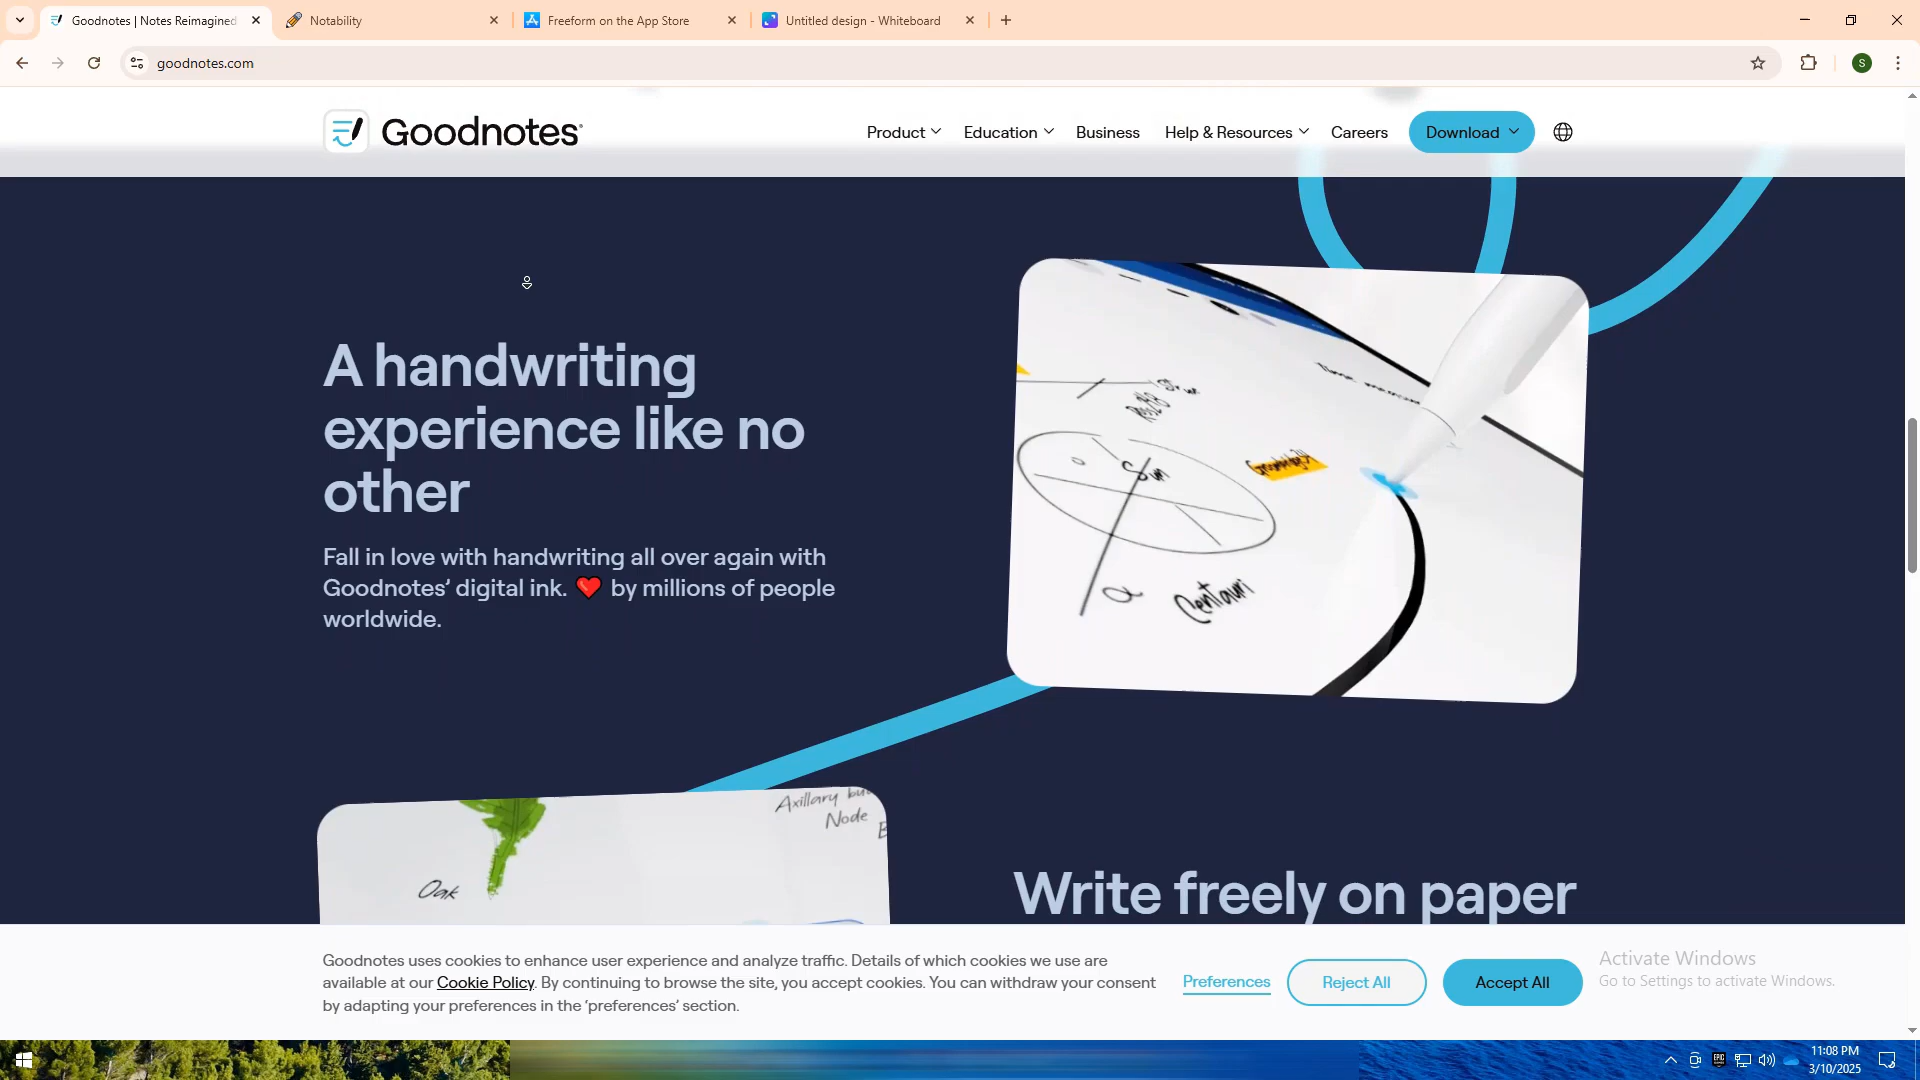 Goodnotes | Notes Reimagined
Notability
Freeform on the App Store
Untitled design - Whiteboard
goodnotes.com
S
Goodnotes
Product
Education
Business
Help & Resources
Careers
Download
A handwriting
experience like no
other
Fall in love with handwriting all over again with
Goodnotes’ digital ink. ❤️ by millions of people
worldwide.
Sun
α Centauri
Axillary
Node
Oak
Write freely on paper
Goodnotes uses cookies to enhance user experience and analyze traffic. Details of which cookies we use are
available at our Cookie Policy. By continuing to browse the site, you accept cookies. You can withdraw your consent
by adapting your preferences in the ‘preferences’ section.
Preferences
Reject All
Accept All
Activate Windows
Go to Settings to activate Windows.
11:08 PM
3/10/2025